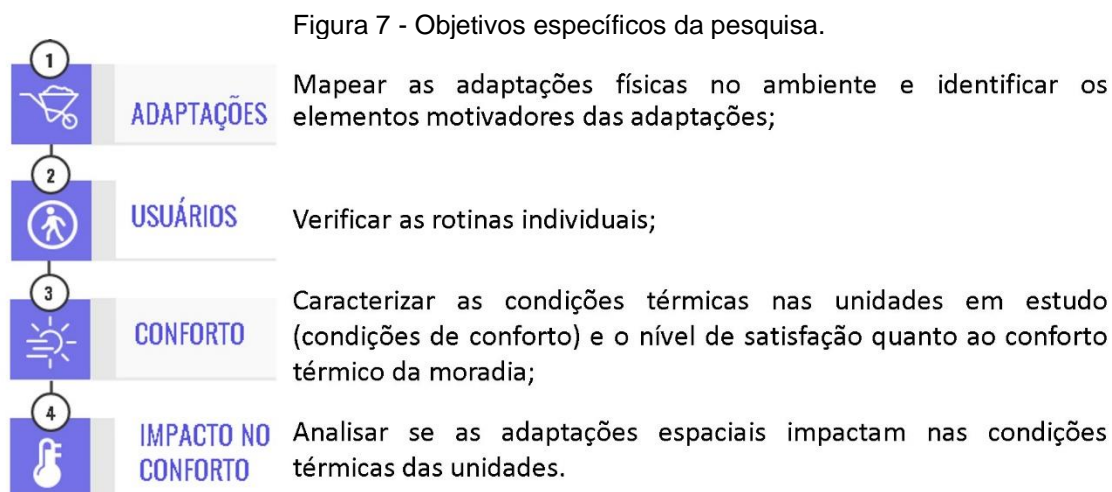 Figura 7 - Objetivos específicos da pesquisa.
1
ADAPTAÇÕES
Mapear as adaptações físicas no ambiente e identificar os
elementos motivadores das adaptações;
2
USUÁRIOS
Verificar as rotinas individuais;
3
CONFORTO
Caracterizar as condições térmicas nas unidades em estudo
(condições de conforto) e o nível de satisfação quanto ao conforto
térmico da moradia;
4
IMPACTO NO
CONFORTO
Analisar se as adaptações espaciais impactam nas condições
térmicas das unidades.